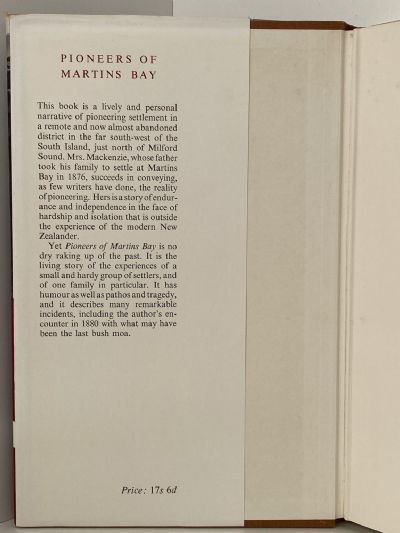 PIONEERS OF
MARTINS BAY
This book is a lively and personal
narrative of pioneering settlement in
a remote and now almost abandoned
district in the far south-west of the
South Island, just north of Milford
Sound. Mrs. Mackenzie, whose father
took his family to settle at Martins
Bay in 1876, succeeds in conveying,
as few writers have done, the reality
of pioneering. Hers is a story of endur-
ance and independence in the face of
hardship and isolation that is outside
the experience of the modern New
Zealander.
Yet Pioneers of Martins Bay is no
dry raking up of the past. It is the
living story of the experiences of a
small and hardy group of settlers, and
of one family in particular. It has
humour as well as pathos and tragedy,
and it describes many remarkable
incidents, including the author's en-
counter in 1880 with what may have
been the last bush moa.
Price: 17s 6d